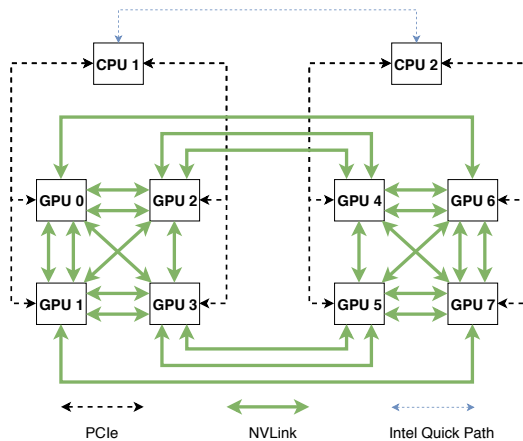 CPU 1 CPU 2
GPU 0 GPU 2 GPU 4 GPU 6
GPU 1 GPU 3 GPU 5 GPU 7
PCIe NVLink Intel Quick Path